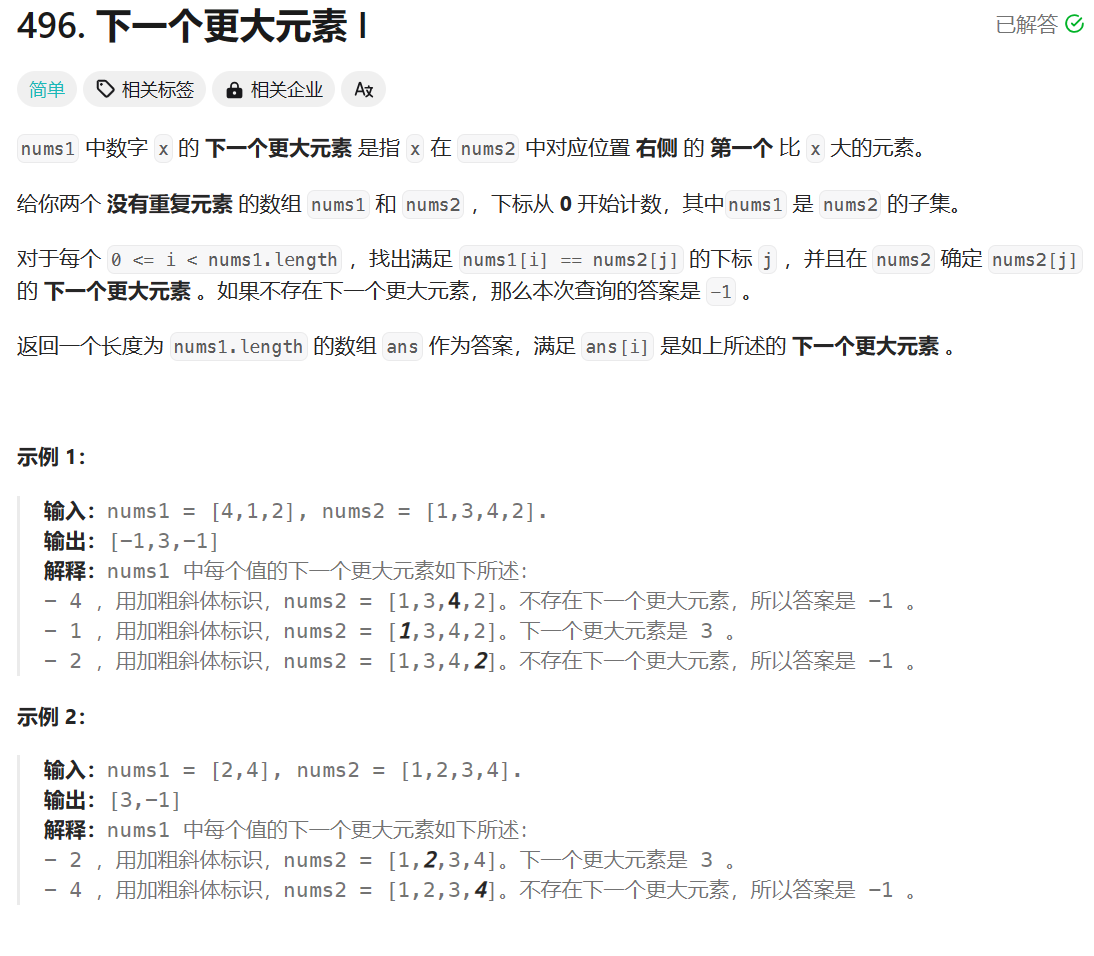 496. 下一个更大元素 I
已解答
简单 相关标签 相关企业 Ax
nums1 中数字 x 的 下一个更大元素 是指 x 在 nums2 中对应位置 右侧 的 第一个 比 x 大的元素。
给你两个 没有重复元素 的数组 nums1 和 nums2 ，下标从 0 开始计数，其中nums1 是 nums2 的子集。
对于每个 0 <= i < nums1.length ，找出满足 nums1[i] == nums2[j] 的下标 j ，并且在 nums2 确定 nums2[j]
的 下一个更大元素 。如果不存在下一个更大元素，那么本次查询的答案是 -1 。
返回一个长度为 nums1.length 的数组 ans 作为答案，满足 ans[i] 是如上所述的 下一个更大元素 。
示例 1：
输入：nums1 = [4,1,2], nums2 = [1,3,4,2].
输出：[-1,3,-1]
解释：nums1 中每个值的下一个更大元素如下所述：
- 4 ，用加粗斜体标识，nums2 = [1,3,4,2]。不存在下一个更大元素，所以答案是 -1 。
- 1 ，用加粗斜体标识，nums2 = [1,3,4,2]。下一个更大元素是 3 。
- 2 ，用加粗斜体标识，nums2 = [1,3,4,2]。不存在下一个更大元素，所以答案是 -1 。
示例 2：
输入：nums1 = [2,4], nums2 = [1,2,3,4].
输出：[3,-1]
解释：nums1 中每个值的下一个更大元素如下所述：
- 2 ，用加粗斜体标识，nums2 = [1,2,3,4]。下一个更大元素是 3 。
- 4 ，用加粗斜体标识，nums2 = [1,2,3,4]。不存在下一个更大元素，所以答案是 -1 。